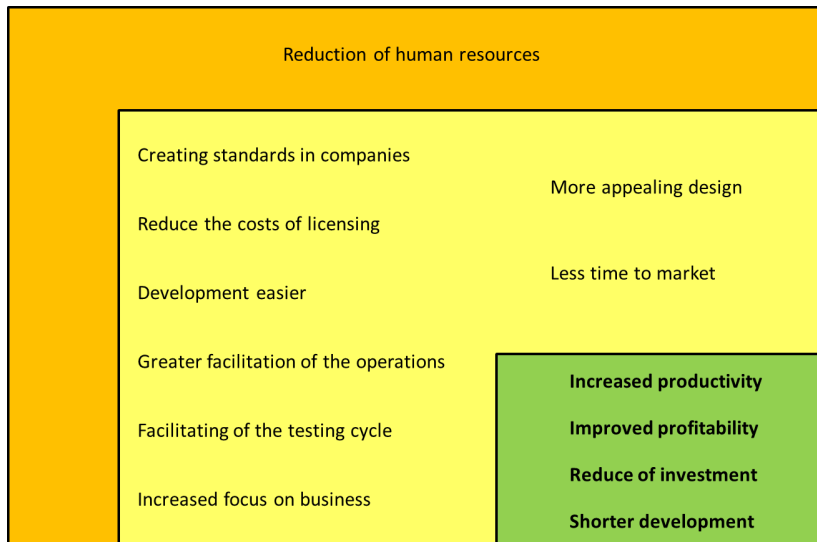 Reduction of human resources
Creating standards in companies
Reduce the costs of licensing
Development easier
Greater facilitation of the operations
Facilitating of the testing cycle
Increased focus on business
More appealing design
Less time to market
Increased productivity
Improved profitability
Reduce of investment
Shorter development